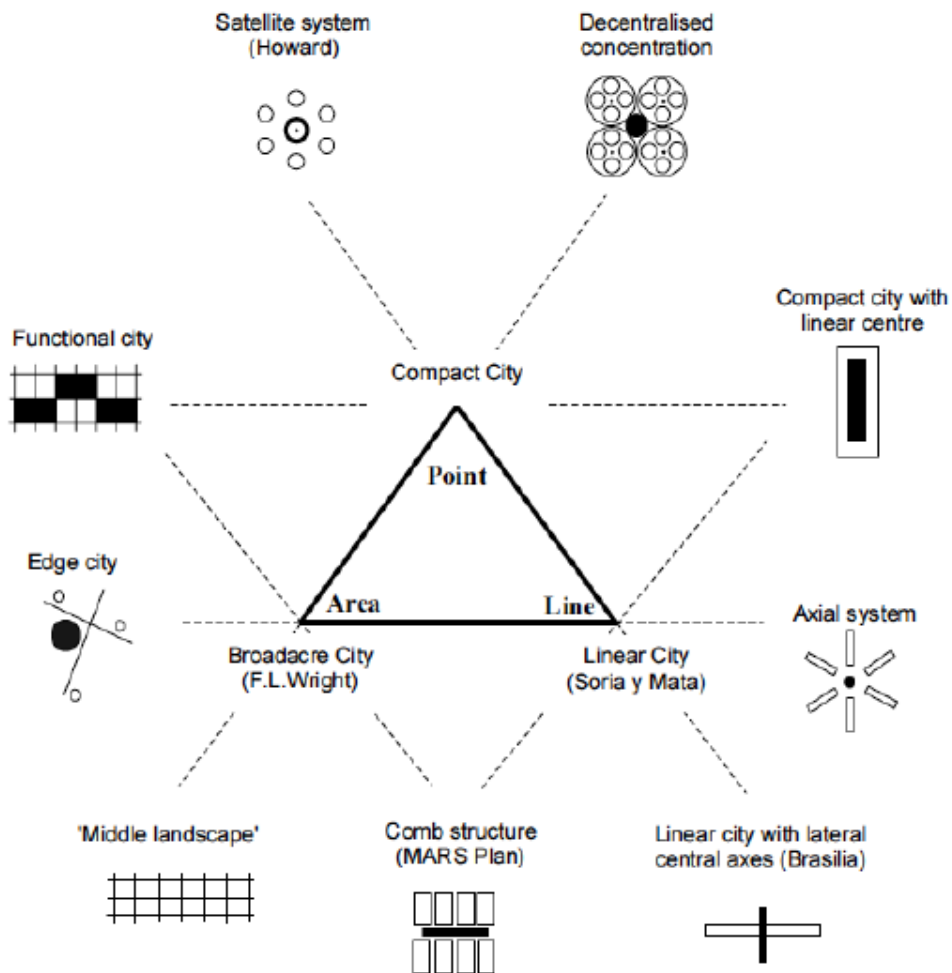 Satellite system
(Howard)
Decentralised
concentration
Compact city with
linear centre
Functional city
Compact City
Point
Edge city
Area
Line
Axial system
Broadacre City
(F.L.Wright)
Linear City
(Soria y Mata)
'Middle landscape'
Comb structure
(MARS Plan)
Linear city with lateral
central axes (Brasilia)